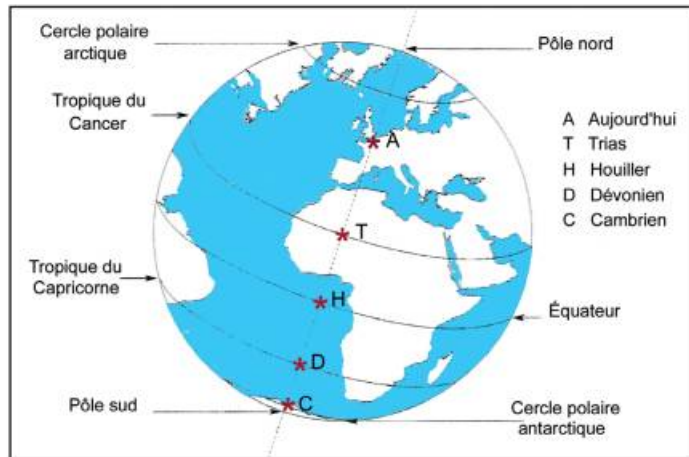 Cercle polaire
arctique
Pôle nord
Tropique du
Cancer
A Aujourd'hui
T Trias
H Houiller
D Dévonien
C Cambrien
A
T
Tropique du
Capricorne
H
Équateur
D
C
Pôle sud
Cercle polaire
antarctique